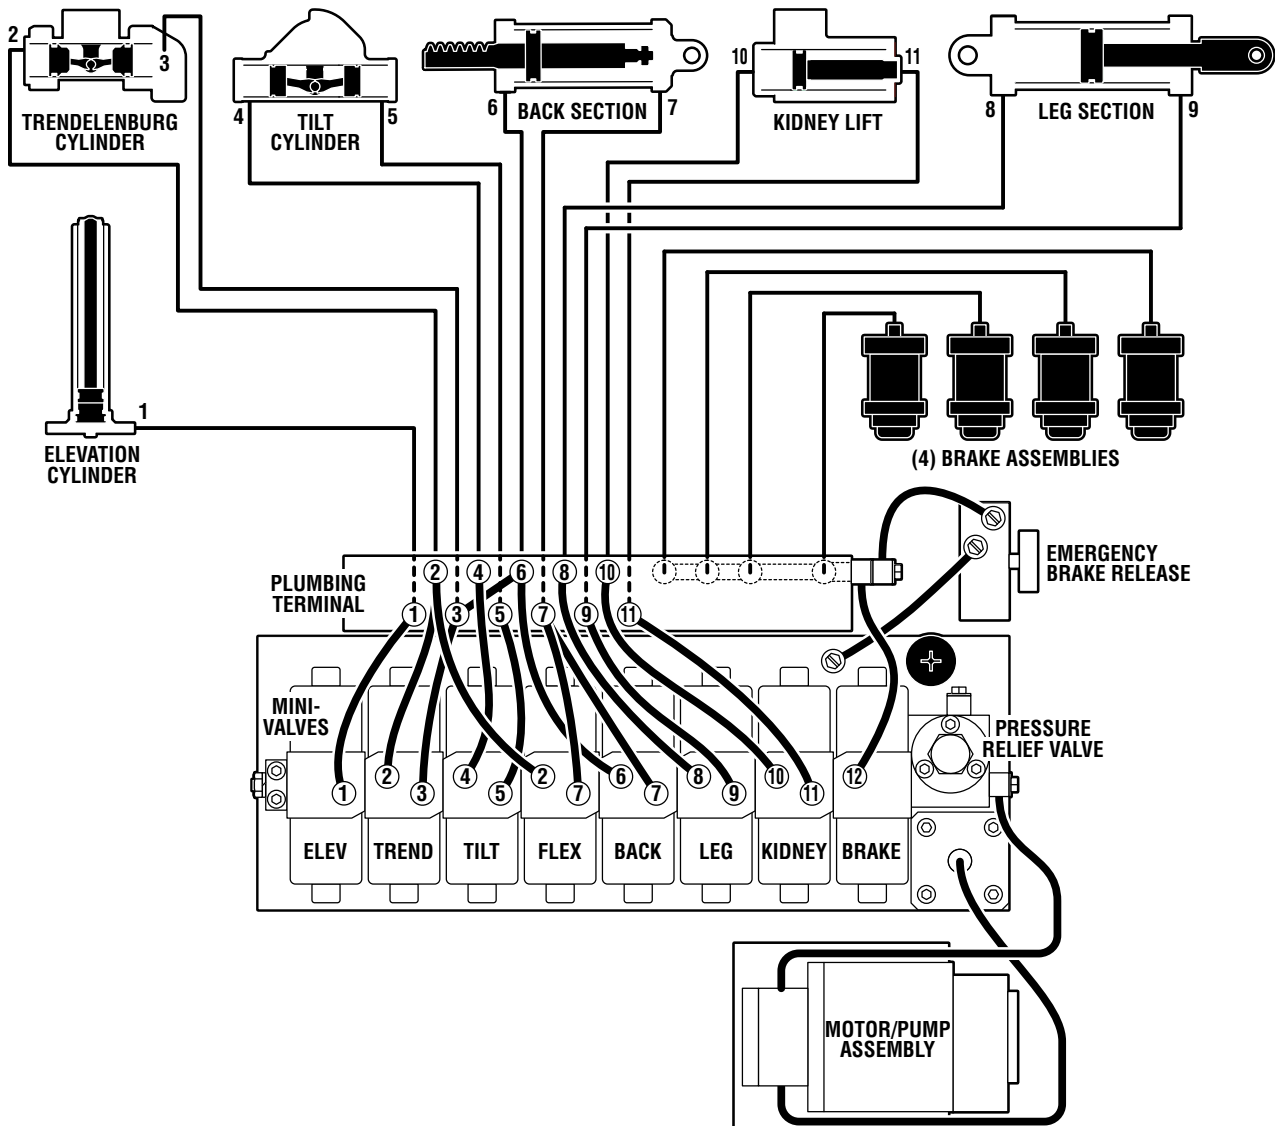 2
3
TRENDELENBURG
CYLINDER
4
5
TILT
CYLINDER
6
7
BACK SECTION
10
11
KIDNEY LIFT
8
9
LEG SECTION
1
ELEVATION
CYLINDER
(4) BRAKE ASSEMBLIES
EMERGENCY
BRAKE RELEASE
PLUMBING
TERMINAL
2
4
6
8
10
1
3
5
7
9
11
MINI-
VALVES
PRESSURE
RELIEF VALVE
1
2
3
4
5
2
7
6
7
8
9
10
11
12
ELEV
TREND
TILT
FLEX
BACK
LEG
KIDNEY
BRAKE
MOTOR/PUMP
ASSEMBLY